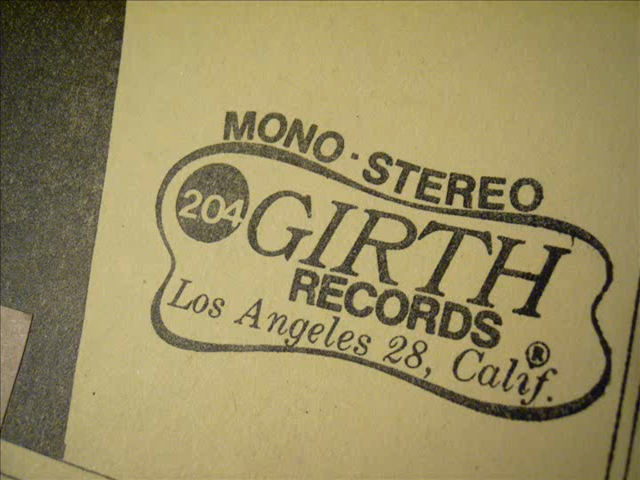 MONO · STEREO
204 GIRTH
RECORDS
Los Angeles 28, Calif. ®